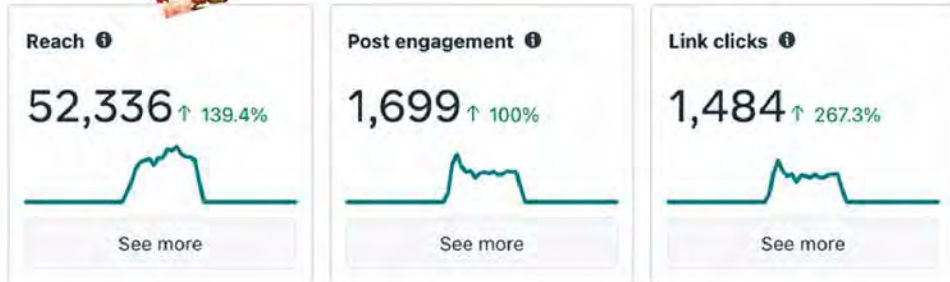 Reach
52,336 ↑ 139.4%
See more
Post engagement
1,699 ↑ 100%
See more
Link clicks
1,484 ↑ 267.3%
See more